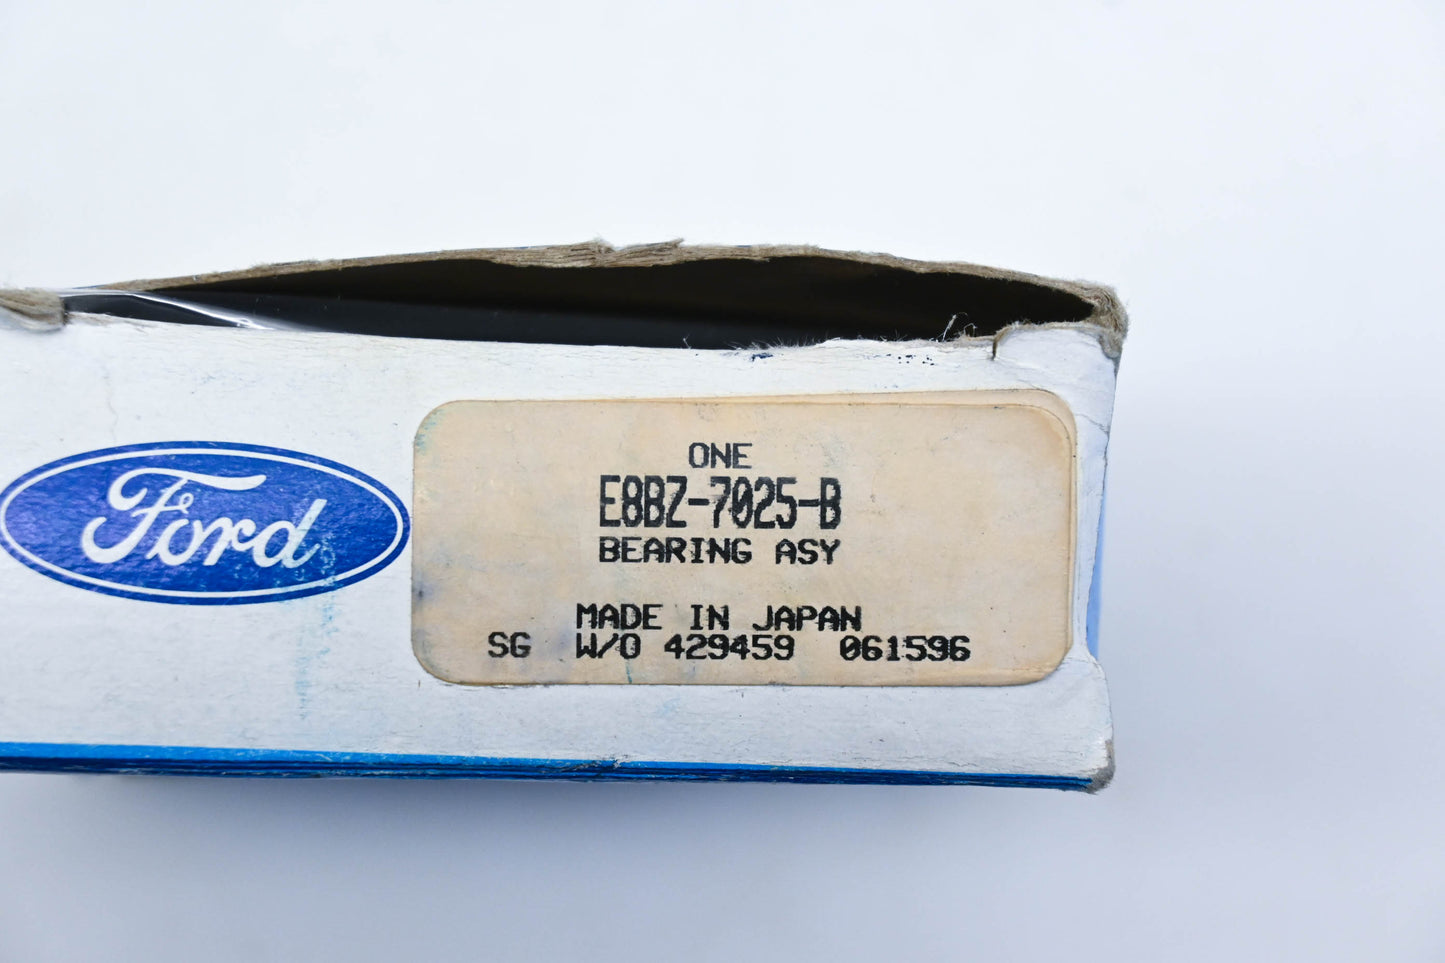 Ford
ONE
E8BZ-7025-B
BEARING ASY
MADE IN JAPAN
SG W/O 429459 061596